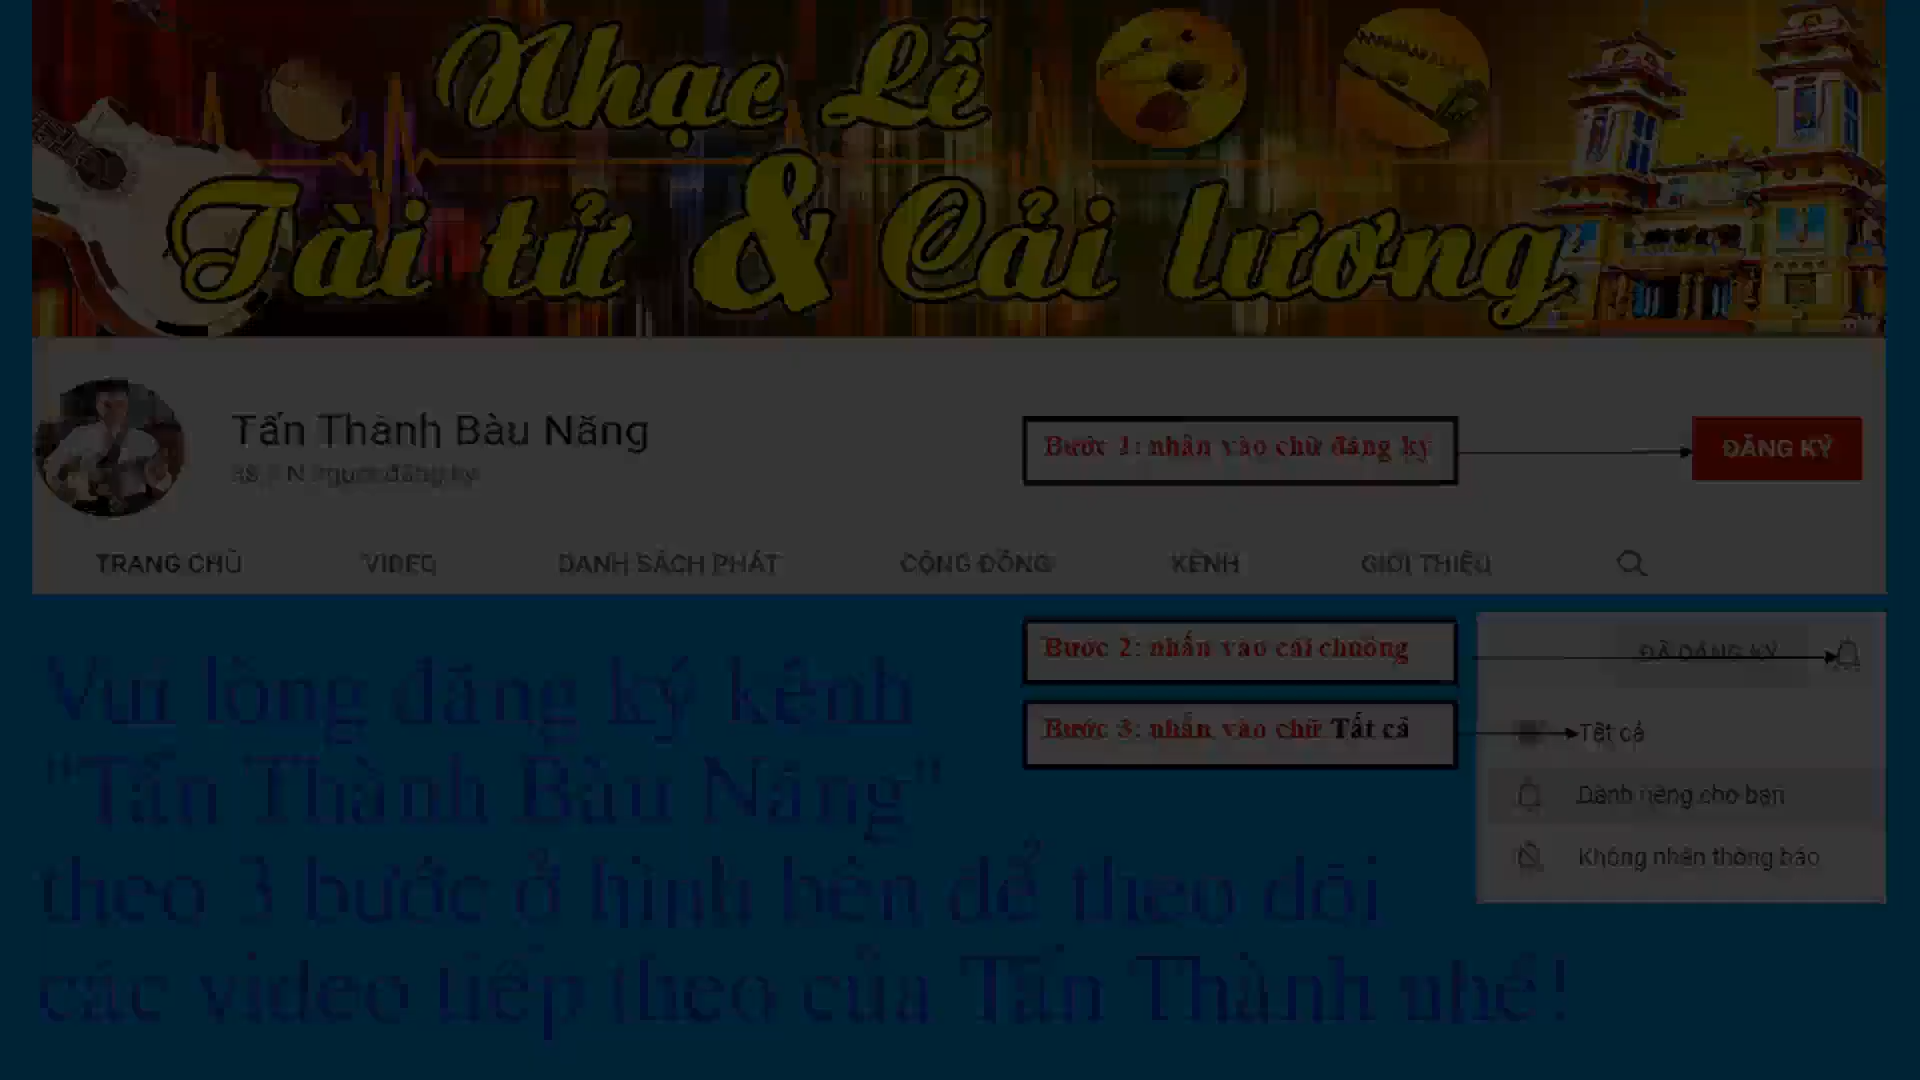 Nhạc Lễ
Tài tử & Cải lương
Tấn Thành Bàu Năng
N người đăng ký
Bước 1: nhấn vào chữ đăng ký
ĐĂNG KÝ
TRANG CHỦ VIDEO DANH SÁCH PHÁT CỘNG ĐỒNG KÊNH GIỚI THIỆU
Bước 2: nhấn vào cái chuông
ĐÃ ĐĂNG KÝ
Bước 3: nhấn vào chữ Tất cả
Tất cả
Dành riêng cho bạn
Không nhận thông báo
Vui lòng đăng ký kênh
"Tấn Thành Bàu Năng"
theo 3 bước ở hình bên để theo dõi
các video tiếp theo của Tấn Thành nhé!